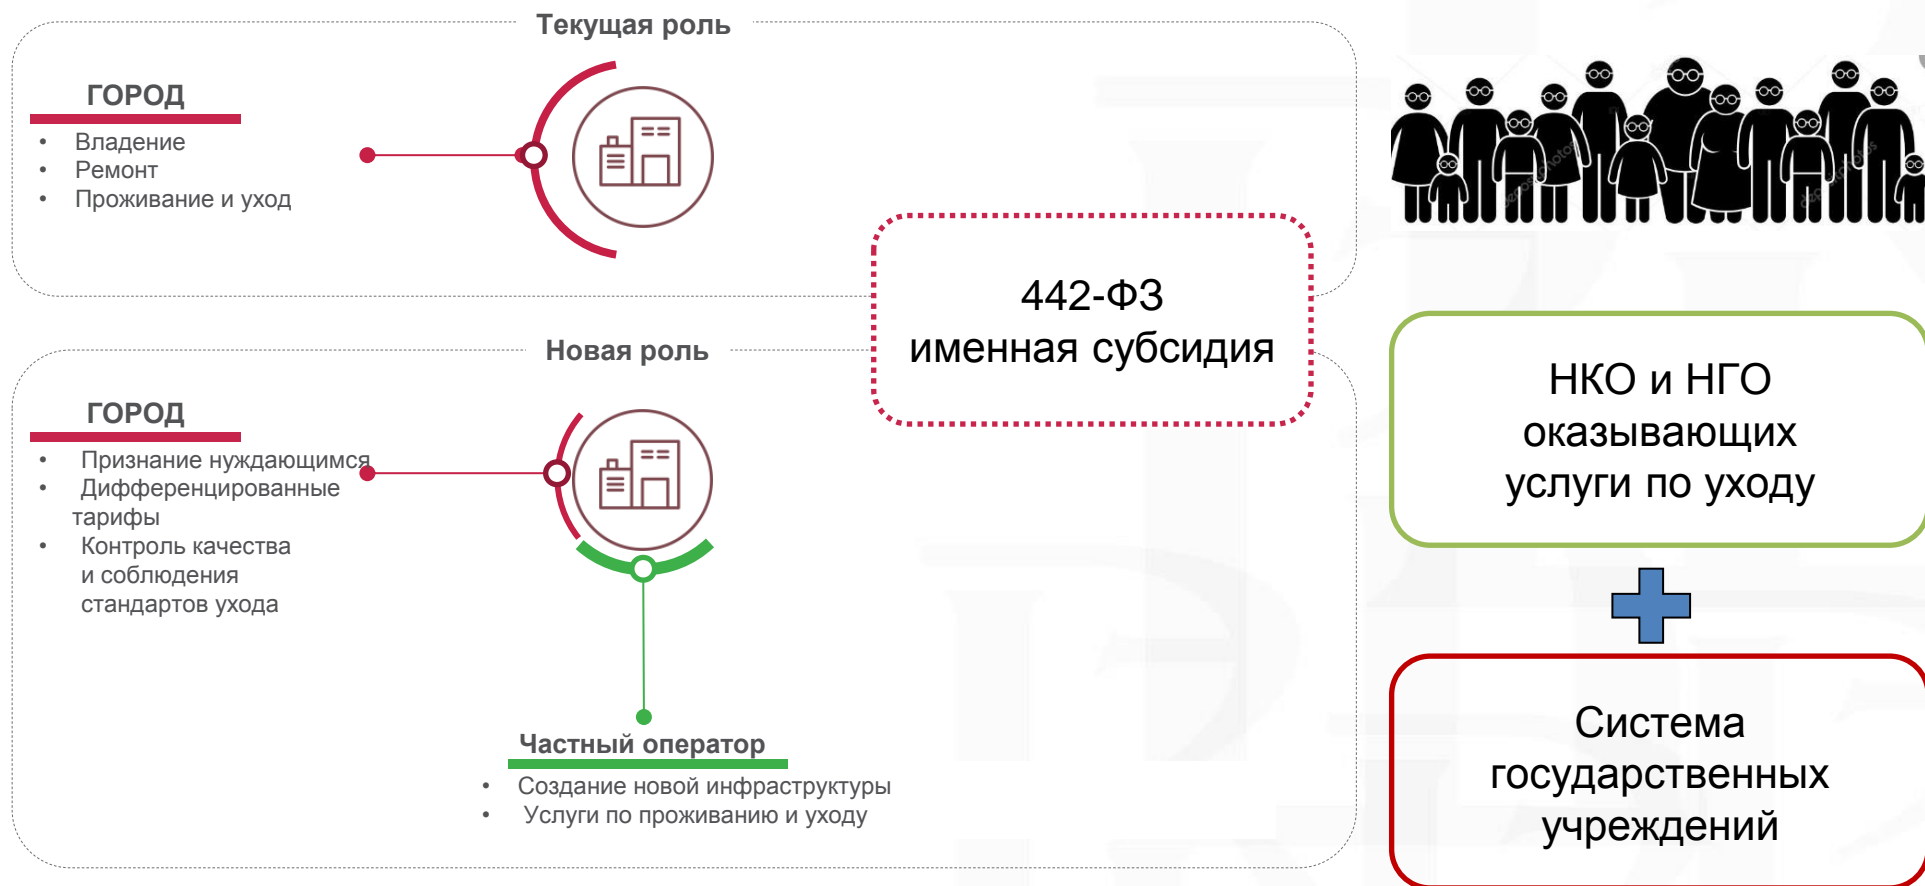 Текущая роль
ГОРОД
• Владение
• Ремонт
• Проживание и уход
442-ФЗ
именная субсидия
Новая роль
ГОРОД
• Признание нуждающимся
• Дифференцированные
тарифы
• Контроль качества
и соблюдения
стандартов ухода
Частный оператор
• Создание новой инфраструктуры
• Услуги по проживанию и уходу
depositphotos
depositphotos
НКО и НГО
оказывающих
услуги по уходу
Система
государственных
учреждений